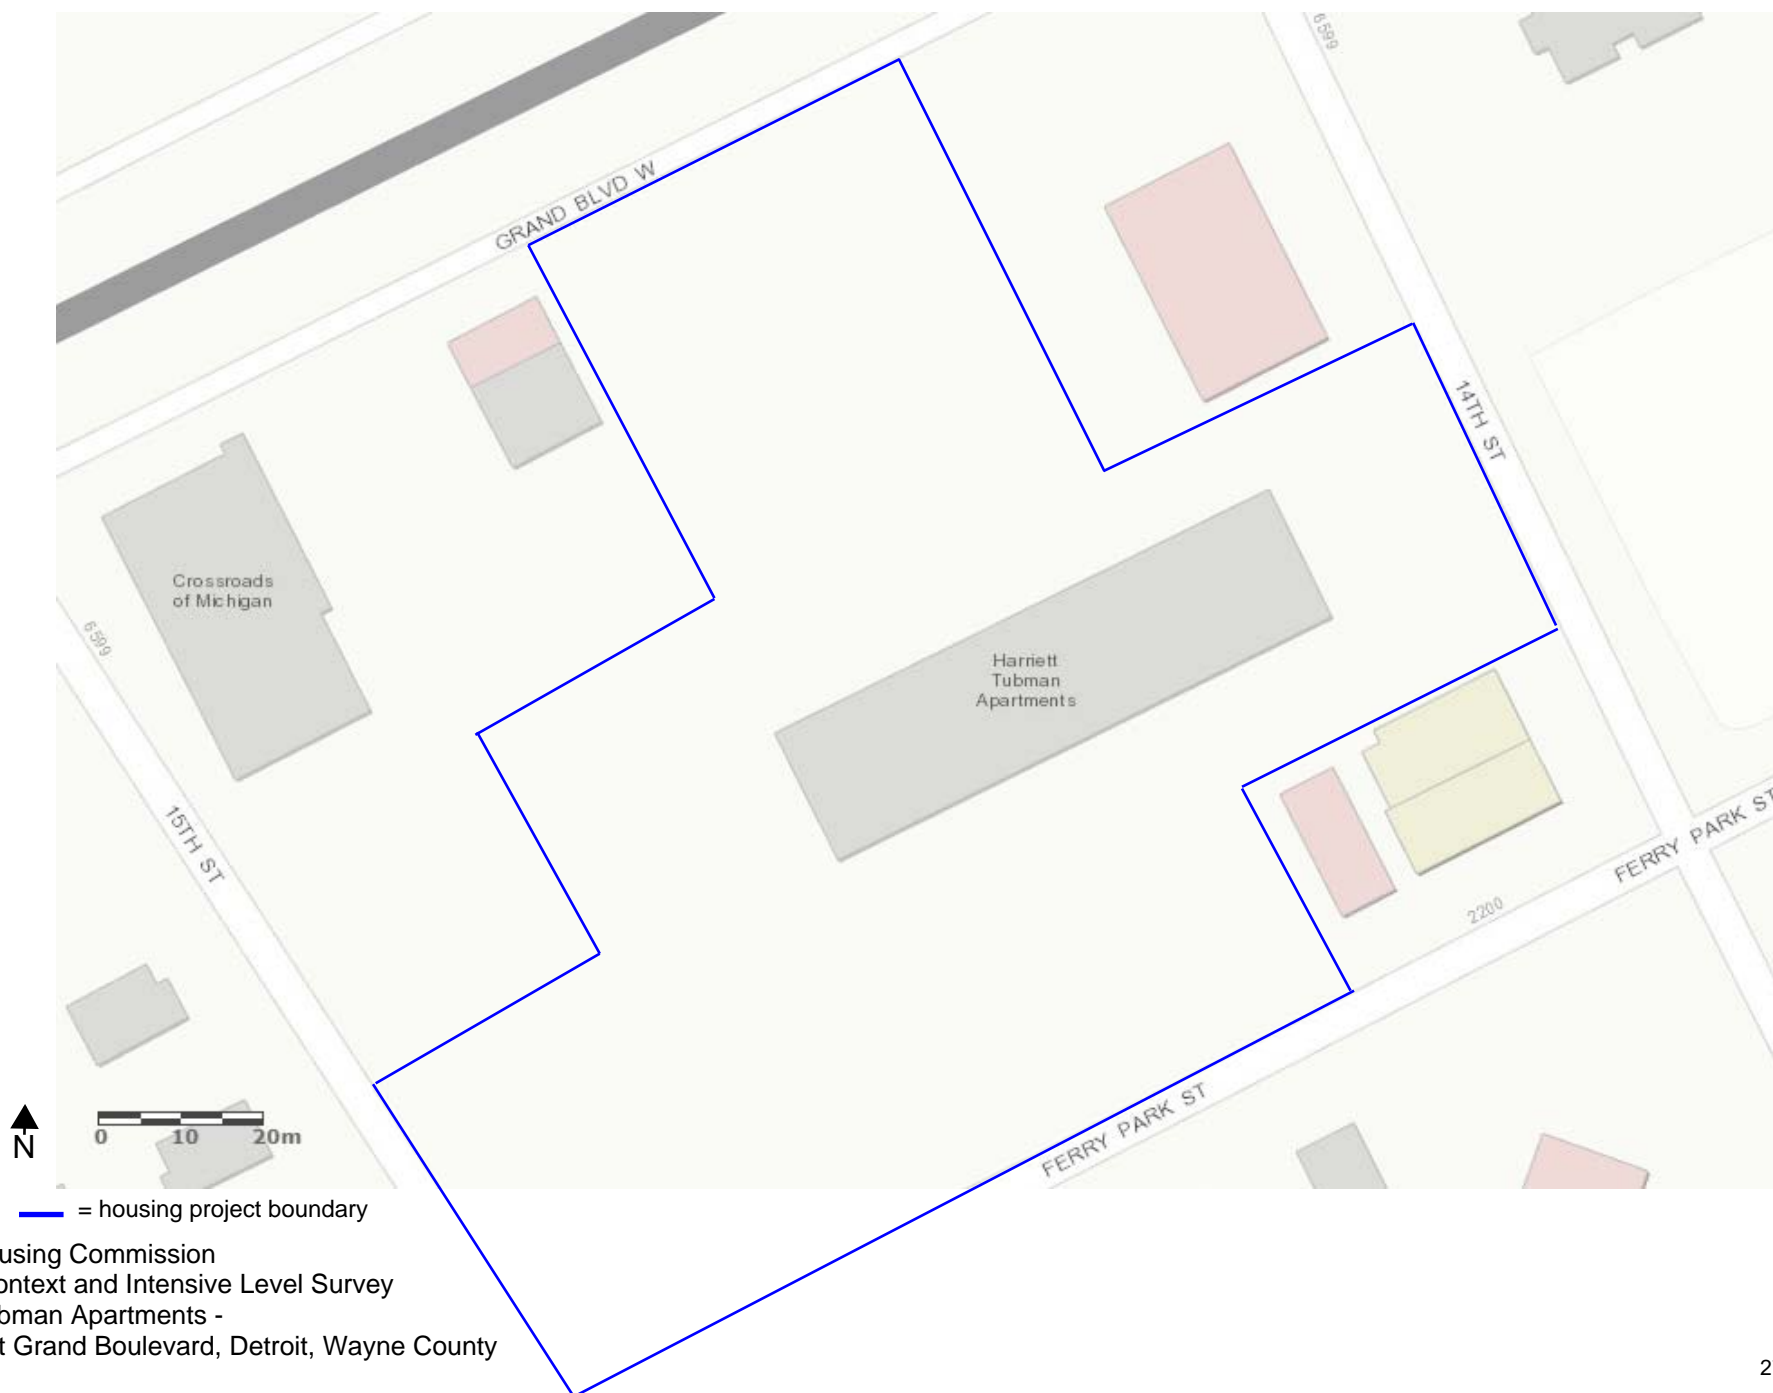 6599
GRAND BLVD W
14TH ST
Crossroads
of Michigan
6599
Harriett
Tubman
Apartments
15TH ST
FERRY PARK ST
2200
FERRY PARK ST
N
0 10 20m
= housing project boundary
using Commission
ontext and Intensive Level Survey
bman Apartments -
t Grand Boulevard, Detroit, Wayne County
2